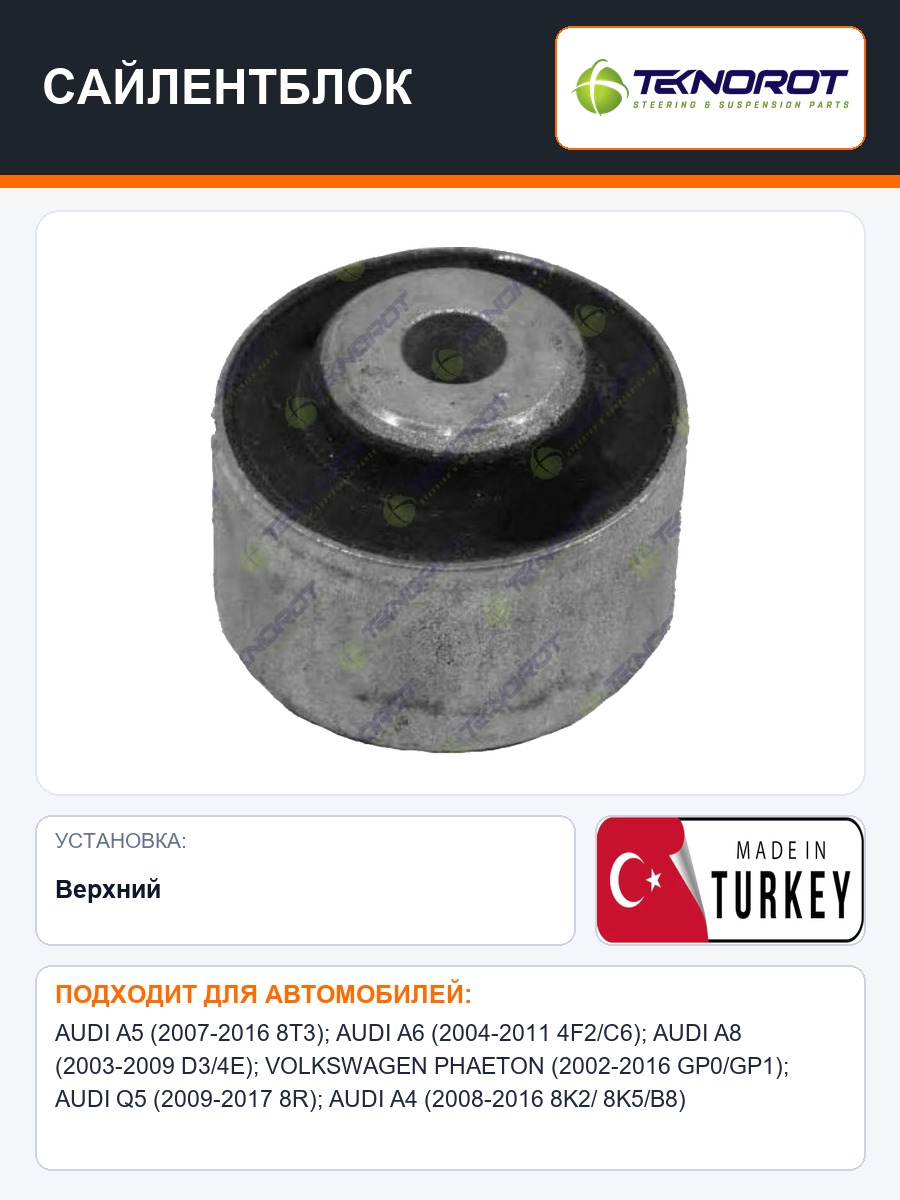 САЙЛЕНТБЛОК
TEKNOROT
STEERING & SUSPENSION PARTS
УСТАНОВКА:
Верхний
MADE IN
TURKEY
ПОДХОДИТ ДЛЯ АВТОМОБИЛЕЙ:
AUDI A5 (2007-2016 8T3); AUDI A6 (2004-2011 4F2/C6); AUDI A8
(2003-2009 D3/4E); VOLKSWAGEN PHAETON (2002-2016 GP0/GP1);
AUDI Q5 (2009-2017 8R); AUDI A4 (2008-2016 8K2/ 8K5/B8)